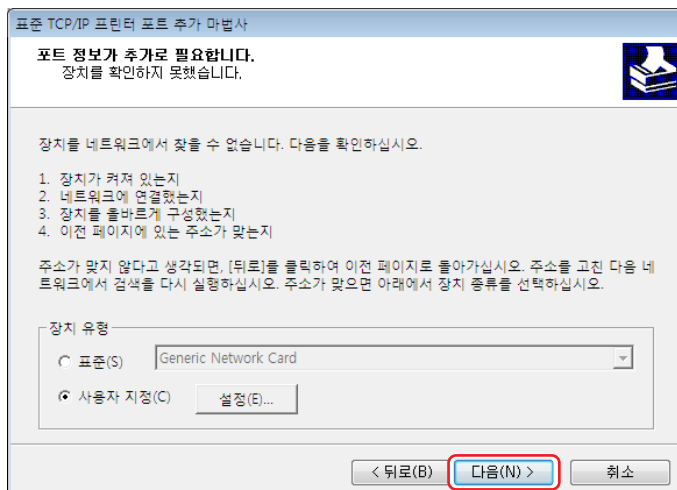 표준 TCP/IP 프린터 포트 추가 마법사
포트 정보가 추가로 필요합니다.
장치를 확인하지 못했습니다.
장치를 네트워크에서 찾을 수 없습니다. 다음을 확인하십시오.
1. 장치가 켜져 있는지
2. 네트워크에 연결했는지
3. 장치를 올바르게 구성했는지
4. 이전 페이지에 있는 주소가 맞는지
주소가 맞지 않다고 생각되면, [뒤로]를 클릭하여 이전 페이지로 돌아가십시오. 주소를 고친 다음 네
트워크에서 검색을 다시 실행하십시오. 주소가 맞으면 아래에서 장치 종류를 선택하십시오.
장치 유형
표준(S) Generic Network Card
사용자 지정(C) 설정(E)...
< 뒤로(B) 다음(N) > 취소